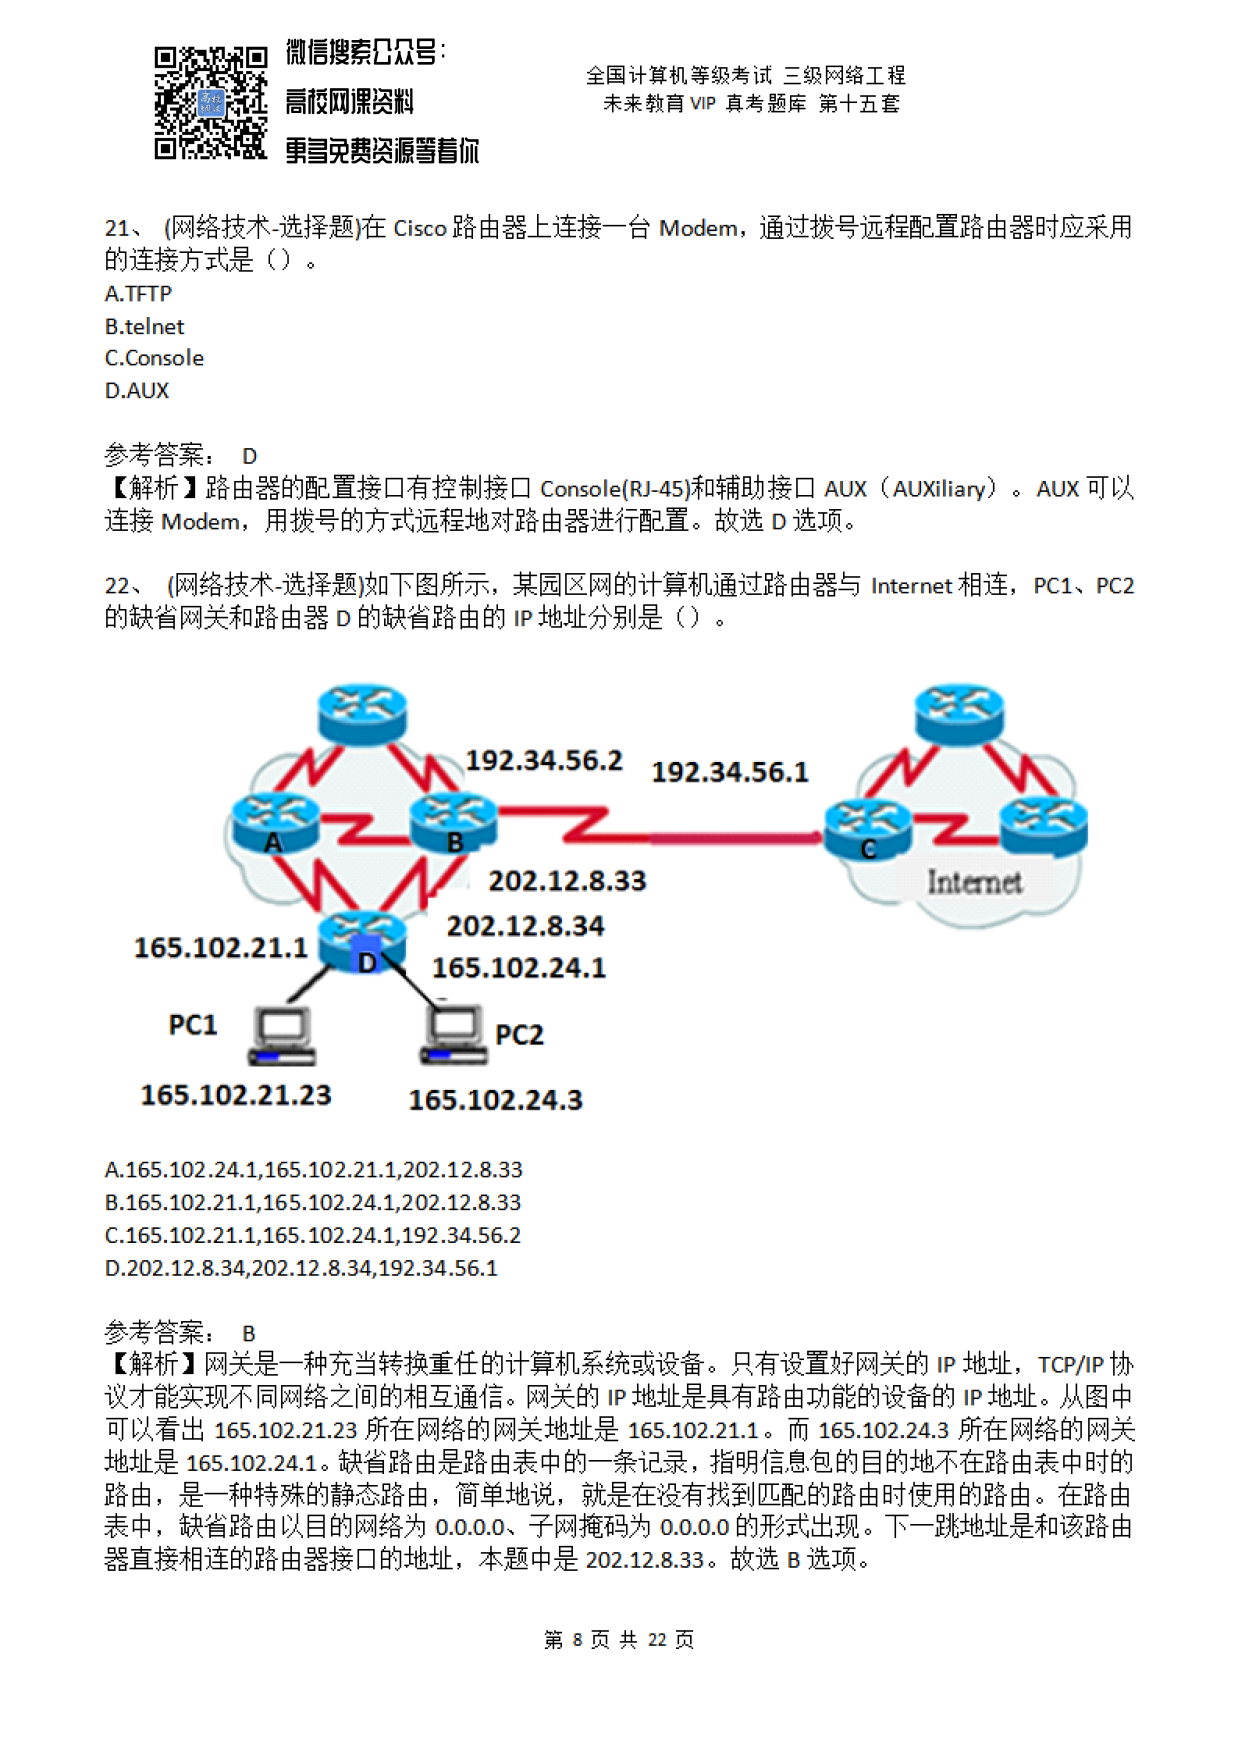 微信搜索公众号：
高校网课资料
更多免费资源等着你
高校
网课
全国计算机等级考试 三级网络工程
未来教育 VIP 真考题库 第十五套
21、 (网络技术-选择题)在 Cisco 路由器上连接一台 Modem，通过拨号远程配置路由器时应采用
的连接方式是（）。
A.TFTP
B.telnet
C.Console
D.AUX
参考答案： D
【解析】路由器的配置接口有控制接口 Console(RJ-45)和辅助接口 AUX（AUXiliary）。AUX 可以
连接 Modem，用拨号的方式远程地对路由器进行配置。故选 D 选项。
22、 (网络技术-选择题)如下图所示，某园区网的计算机通过路由器与 Internet 相连，PC1、PC2
的缺省网关和路由器 D 的缺省路由的 IP 地址分别是（）。
192.34.56.2
192.34.56.1
A
B
C
Internet
202.12.8.33
202.12.8.34
165.102.21.1
D
165.102.24.1
PC1
PC2
165.102.21.23
165.102.24.3
A.165.102.24.1,165.102.21.1,202.12.8.33
B.165.102.21.1,165.102.24.1,202.12.8.33
C.165.102.21.1,165.102.24.1,192.34.56.2
D.202.12.8.34,202.12.8.34,192.34.56.1
参考答案： B
【解析】网关是一种充当转换重任的计算机系统或设备。只有设置好网关的 IP 地址，TCP/IP 协
议才能实现不同网络之间的相互通信。网关的 IP 地址是具有路由功能的设备的 IP 地址。从图中
可以看出 165.102.21.23 所在网络的网关地址是 165.102.21.1。而 165.102.24.3 所在网络的网关
地址是 165.102.24.1。缺省路由是路由表中的一条记录，指明信息包的目的地不在路由表中时的
路由，是一种特殊的静态路由，简单地说，就是在没有找到匹配的路由时使用的路由。在路由
表中，缺省路由以目的网络为 0.0.0.0、子网掩码为 0.0.0.0 的形式出现。下一跳地址是和该路由
器直接相连的路由器接口的地址，本题中是 202.12.8.33。故选 B 选项。
第 8 页 共 22 页